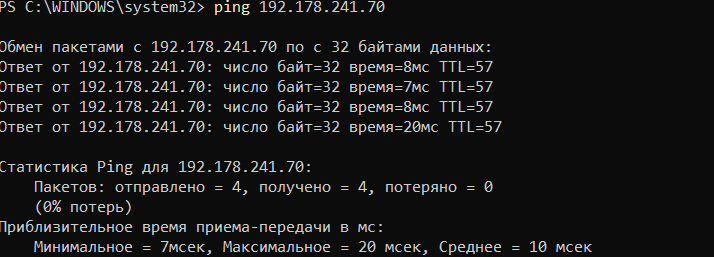 PS C:\WINDOWS\system32> ping 192.178.241.70
Обмен пакетами с 192.178.241.70 по с 32 байтами данных:
Ответ от 192.178.241.70: число байт=32 время=8мс TTL=57
Ответ от 192.178.241.70: число байт=32 время=7мс TTL=57
Ответ от 192.178.241.70: число байт=32 время=8мс TTL=57
Ответ от 192.178.241.70: число байт=32 время=20мс TTL=57
Статистика Ping для 192.178.241.70:
Пакетов: отправлено = 4, получено = 4, потеряно = 0
(0% потерь)
Приблизительное время приема-передачи в мс:
Минимальное = 7мсек, Максимальное = 20 мсек, Среднее = 10 мсек